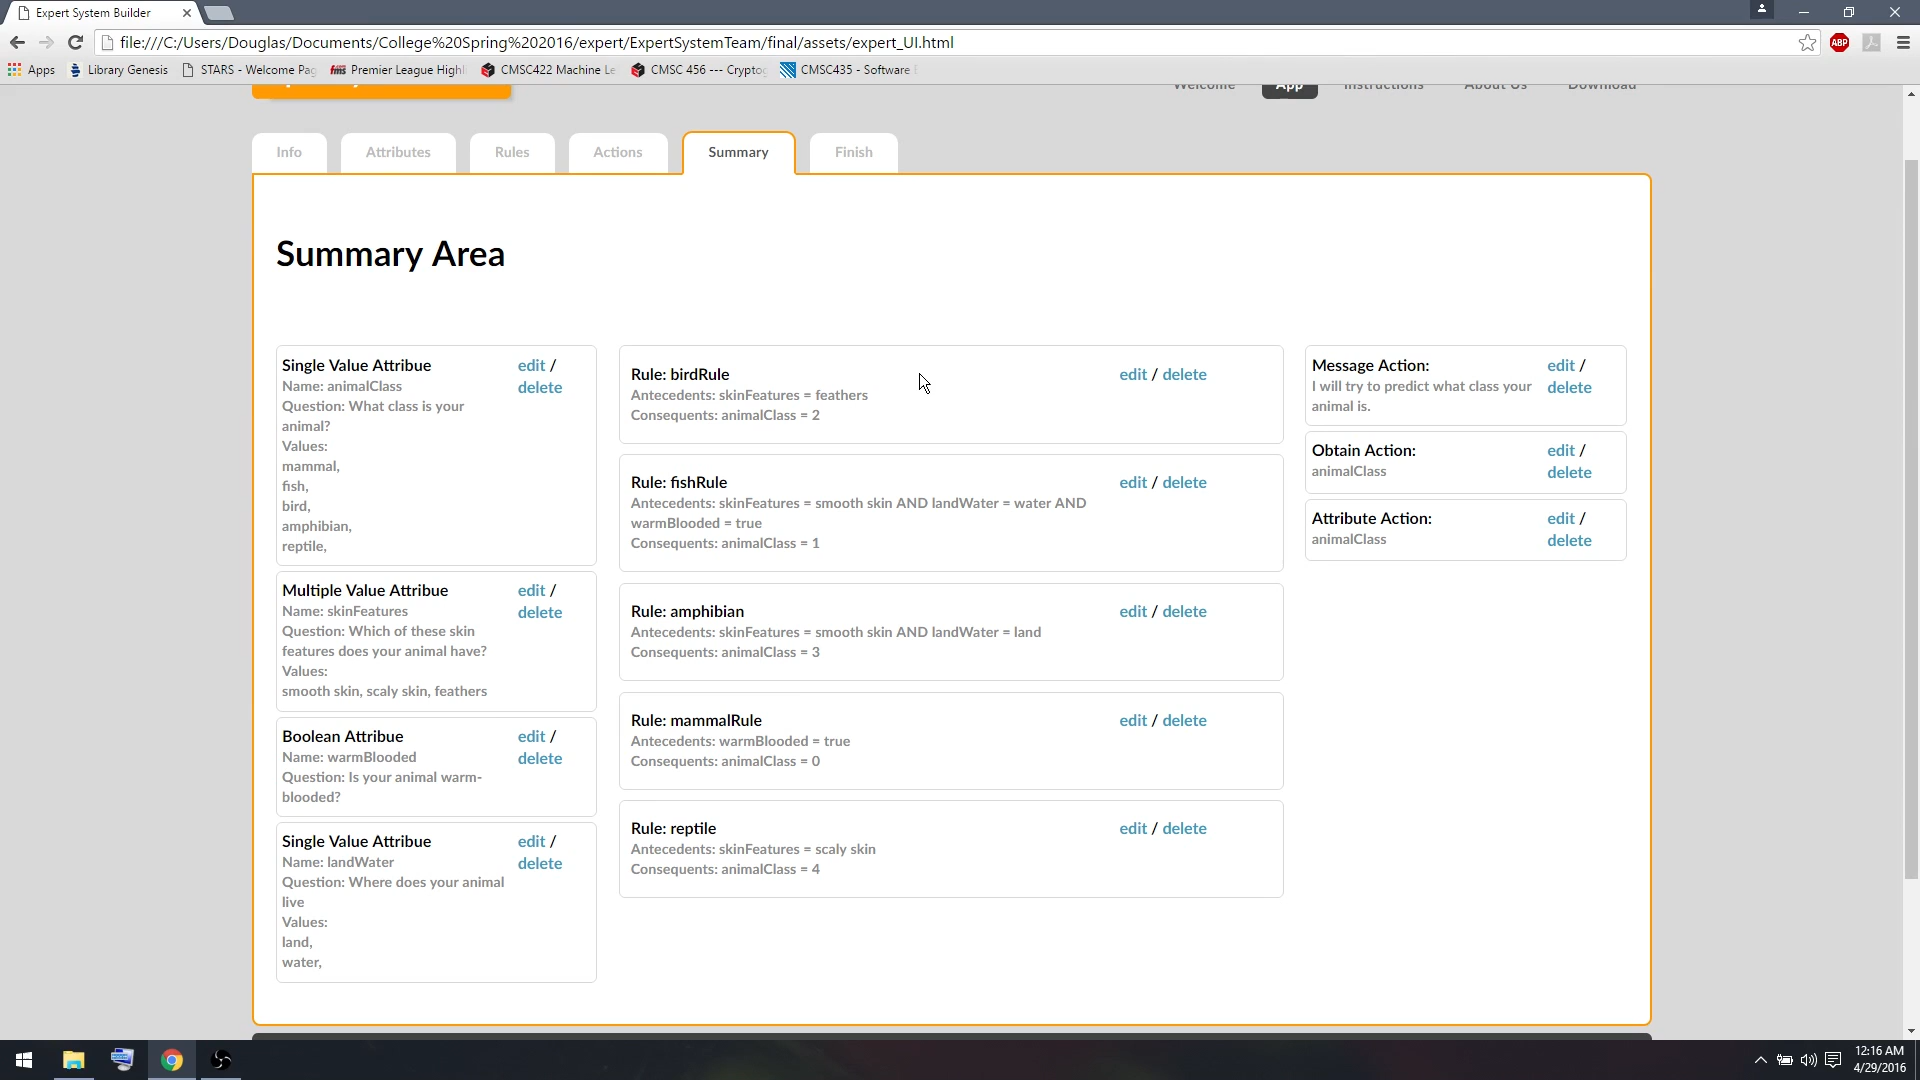 Expert System Builder
file:///C:/Users/Douglas/Documents/College%20Spring%202016/expert/ExpertSystemTeam/final/assets/expert_UI.html
ABP
Apps
Library Genesis
STARS - Welcome Pag
Premier League Highl
CMSC422 Machine Le
CMSC 456 --- Cryptog
CMSC435 - Software
Welcome
App
Instructions
About Us
Download
Info
Attributes
Rules
Actions
Summary
Finish
Summary Area
Single Value Attribue
edit /
delete
Name: animalClass
Question: What class is your
animal?
Values:
mammal,
fish,
bird,
amphibian,
reptile,
Multiple Value Attribue
edit /
delete
Name: skinFeatures
Question: Which of these skin
features does your animal have?
Values:
smooth skin, scaly skin, feathers
Boolean Attribue
edit /
delete
Name: warmBlooded
Question: Is your animal warm-
blooded?
Single Value Attribue
edit /
delete
Name: landWater
Question: Where does your animal
live
Values:
land,
water,
Rule: birdRule
edit / delete
Antecedents: skinFeatures = feathers
Consequents: animalClass = 2
Rule: fishRule
edit / delete
Antecedents: skinFeatures = smooth skin AND landWater = water AND
warmBlooded = true
Consequents: animalClass = 1
Rule: amphibian
edit / delete
Antecedents: skinFeatures = smooth skin AND landWater = land
Consequents: animalClass = 3
Rule: mammalRule
edit / delete
Antecedents: warmBlooded = true
Consequents: animalClass = 0
Rule: reptile
edit / delete
Antecedents: skinFeatures = scaly skin
Consequents: animalClass = 4
Message Action:
edit /
delete
I will try to predict what class your
animal is.
Obtain Action:
edit /
delete
animalClass
Attribute Action:
edit /
delete
animalClass
12:16 AM
4/29/2016